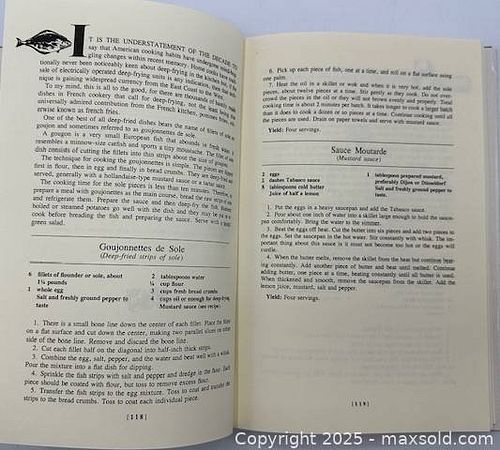 IT IS THE UNDERSTATEMENT OF THE DECADE TO
say that American cooking habits have undergone
gling changes within recent memory. Home cooks have
tionally never been noticeably keen about deep-frying in the kitchen but the
sale of electrically operated deep-frying units is any indication, then the
nique is gaining widespread currency from the East Coast to the West.
To my mind, this is all to the good, for there are thousands of
dishes in French cookery that call for deep-frying, not the least
universally admired contribution from the French kitchen, pommes frites,
erwise known as french fries.
One of the best of all deep-fried dishes bears the name of fillets of sole
goujon and sometimes referred to as goujonnettes de sole.
A goujon is a very small European fish that abounds in fresh water
resembles a minnow-size catfish and sports a tiny moustache. The fillet of
dish consists of cutting the fillets into thin strips about the size of goujons.
The technique for cooking the goujonnettes is simple. The pieces are
first in flour, then in egg and finally in bread crumbs. They are deep-fried
served, generally with a hollandaise-type mustard sauce or a tartar sauce.
The cooking time for the sole pieces is less than ten minutes. Therefore,
prepare a meal with goujonnettes as the main course, bread the raw strips
and refrigerate them. Prepare the sauce and then deep-fry the fish.
boiled or steamed potatoes go well with the dish and they may be put on to
cook before breading the fish and preparing the sauce. Serve with a
green salad.
Goujonnettes de Sole
(Deep-fried strips of sole)
6 fillets of flounder or sole, about 2 tablespoons water
1¼ pounds ¼ cup flour
1 whole egg 3 cups fresh bread crumbs
Salt and freshly ground pepper to 4 cups oil or enough for deep-frying
taste Mustard sauce (see recipe)
1. There is a small bone line down the center of each fillet. Place the fillet
on a flat surface and cut down the center, making two parallel slices on either
side of the bone line. Remove and discard the bone line.
2. Cut each fillet half on the diagonal into half-inch thick strips.
3. Combine the egg, salt, pepper, and the water and beat well with a whisk.
Pour the mixture into a flat dish for dipping.
4. Sprinkle the fish strips with salt and pepper and dredge in the flour. Each
piece should be coated with flour, but toss to remove excess flour.
5. Transfer the fish strips to the egg mixture. Toss to coat and transfer the
strips to the bread crumbs. Toss to coat each individual piece.
[118]
6. Pick up each piece of fish, one at a time, and roll on a flat surface using
one palm.
7. Heat the oil in a skillet or wok and when it is very hot, add the sole
pieces, about twelve pieces at a time. Stir gently as they cook. Do not over-
crowd the pieces in the oil or they will not brown evenly and properly. Total
cooking time is about 2 minutes per batch. It takes longer to cook a larger batch
than it does to cook a dozen or so pieces at a time. Continue cooking until all
the pieces are used. Drain on paper towels and serve with mustard sauce.
Yield: Four servings.
Sauce Moutarde
(Mustard sauce)
2 eggs 1 tablespoon prepared mustard,
2 dashes Tabasco sauce preferably Dijon or Düsseldorf
8 tablespoons cold butter Salt and freshly ground pepper to
Juice of half a lemon taste.
1. Put the eggs in a heavy saucepan and add the Tabasco sauce.
2. Pour about one inch of water into a skillet large enough to hold the sauce-
pan comfortably. Bring the water to the simmer.
3. Beat the eggs off heat. Cut the butter into six pieces and add two pieces to
the eggs. Set the saucepan in the hot water. Stir constantly with whisk. The im-
portant thing about this sauce is it must not become too hot or the eggs will
curdle.
4. When the butter melts, remove the skillet from the heat but continue beat-
ing constantly. Add another piece of butter and beat until melted. Continue
adding butter, one piece at a time, beating constantly until all butter is used.
When thickened and smooth, remove the saucepan from the skillet. Add the
lemon juice, mustard, salt and pepper.
Yield: Four servings.
[119]
Copyright © 2025 - maxsold.com